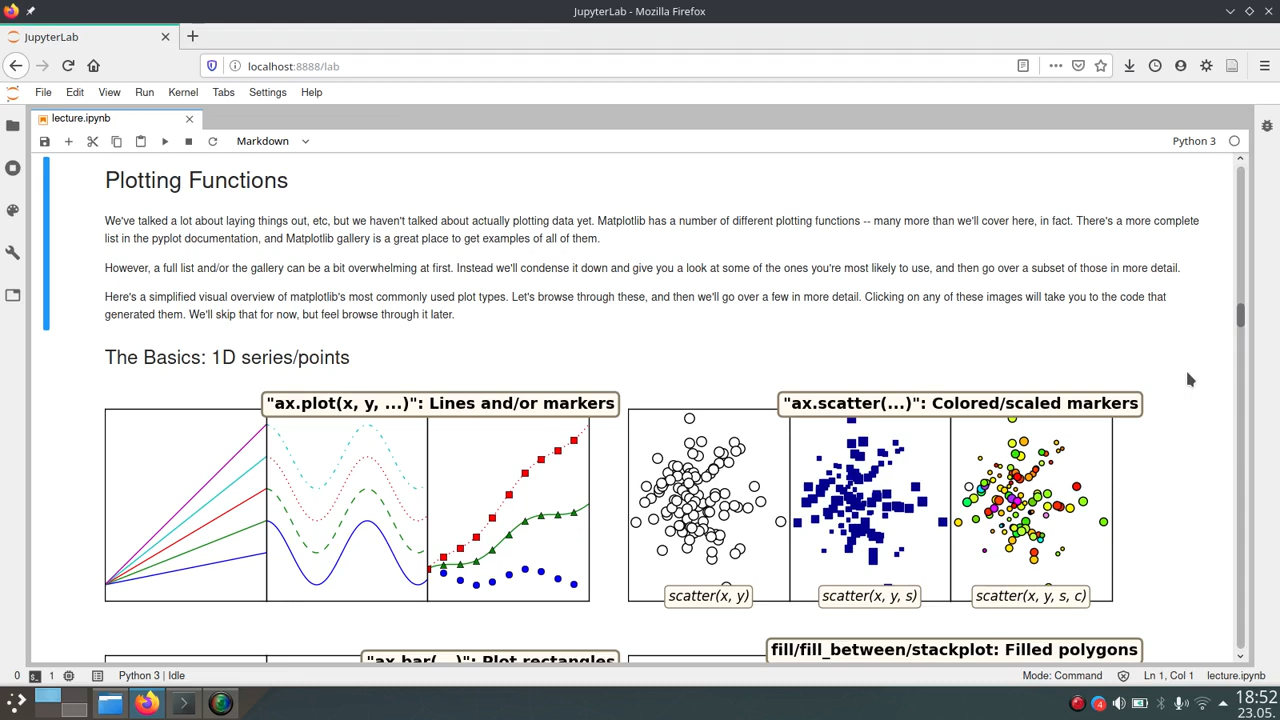 JupyterLab - Mozilla Firefox
JupyterLab
localhost:8888/lab
File Edit View Run Kernel Tabs Settings Help
lecture.ipynb
Markdown
Python 3
Plotting Functions
We've talked a lot about laying things out, etc, but we haven't talked about actually plotting data yet. Matplotlib has a number of different plotting functions -- many more than we'll cover here, in fact. There's a more complete
list in the pyplot documentation, and Matplotlib gallery is a great place to get examples of all of them.
However, a full list and/or the gallery can be a bit overwhelming at first. Instead we'll condense it down and give you a look at some of the ones you're most likely to use, and then go over a subset of those in more detail.
Here's a simplified visual overview of matplotlib's most commonly used plot types. Let's browse through these, and then we'll go over a few in more detail. Clicking on any of these images will take you to the code that
generated them. We'll skip that for now, but feel browse through it later.
The Basics: 1D series/points
"ax.plot(x, y, ...)": Lines and/or markers
"ax.scatter(...)": Colored/scaled markers
scatter(x, y)
scatter(x, y, s)
scatter(x, y, s, c)
"ax.bar(...)": Plot rectangles
fill/fill_between/stackplot: Filled polygons
0
1
Python 3 | Idle
Mode: Command
Ln 1, Col 1
lecture.ipynb
4
18:52
23.05.